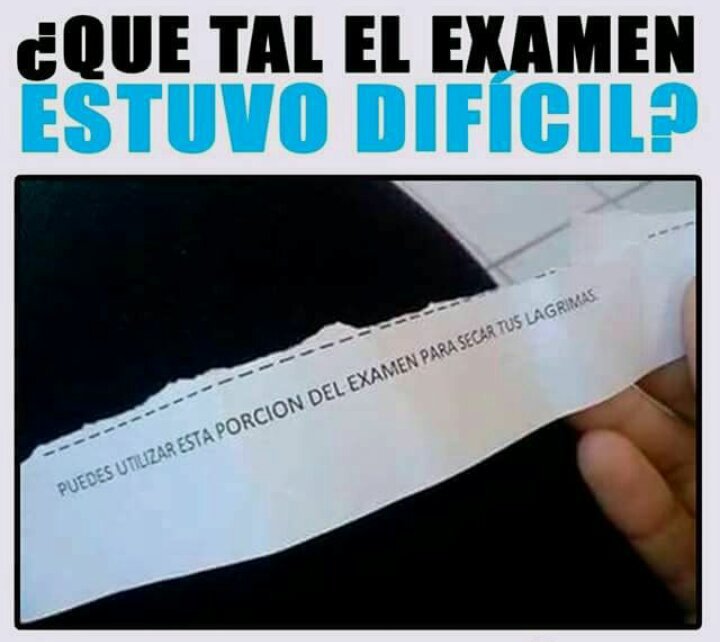 ¿QUE TAL EL EXAMEN
ESTUVO DIFÍCIL?
PUEDES UTILIZAR ESTA PORCION DEL EXAMEN PARA SECAR TUS LAGRIMAS.